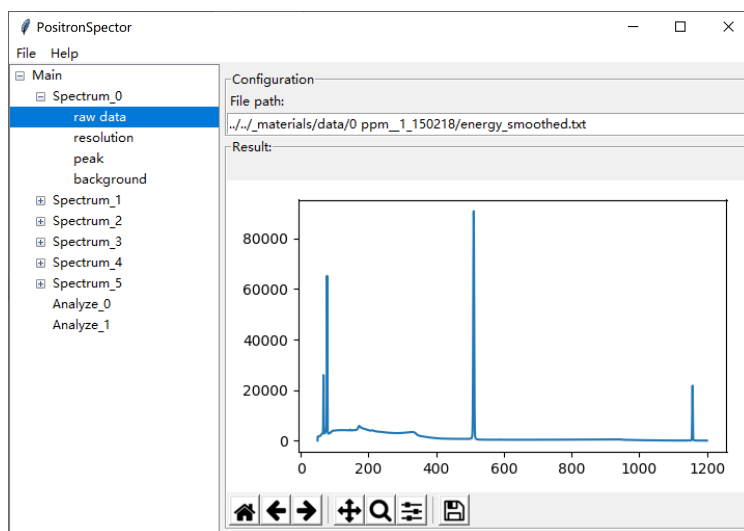 PositronSpector
File Help
Main
Spectrum_0
raw data
resolution
peak
background
Spectrum_1
Spectrum_2
Spectrum_3
Spectrum_4
Spectrum_5
Analyze_0
Analyze_1
Configuration
File path:
../../_materials/data/0 ppm__1_150218/energy_smoothed.txt
Result:
80000
60000
40000
20000
0
0 200 400 600 800 1000 1200